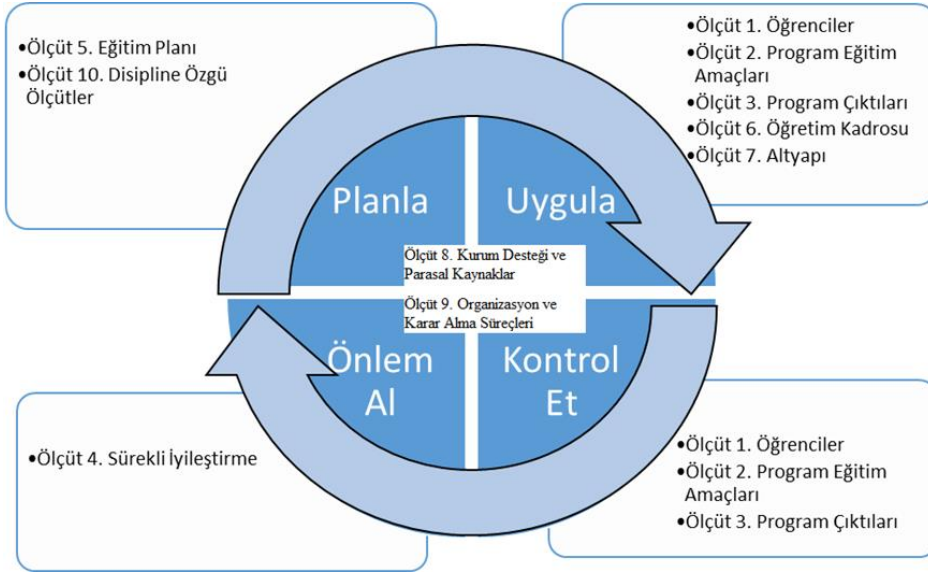 •Ölçüt 5. Eğitim Planı
•Ölçüt 10. Disipline Özgü
Ölçütler
•Ölçüt 1. Öğrenciler
•Ölçüt 2. Program Eğitim
Amaçları
•Ölçüt 3. Program Çıktıları
•Ölçüt 6. Öğretim Kadrosu
•Ölçüt 7. Altyapı
Planla
Uygula
Ölçüt 8. Kurum Desteği ve
Parasal Kaynaklar
Ölçüt 9. Organizasyon ve
Karar Alma Süreçleri
Önlem
Al
Kontrol
Et
•Ölçüt 4. Sürekli İyileştirme
•Ölçüt 1. Öğrenciler
•Ölçüt 2. Program Eğitim
Amaçları
•Ölçüt 3. Program Çıktıları